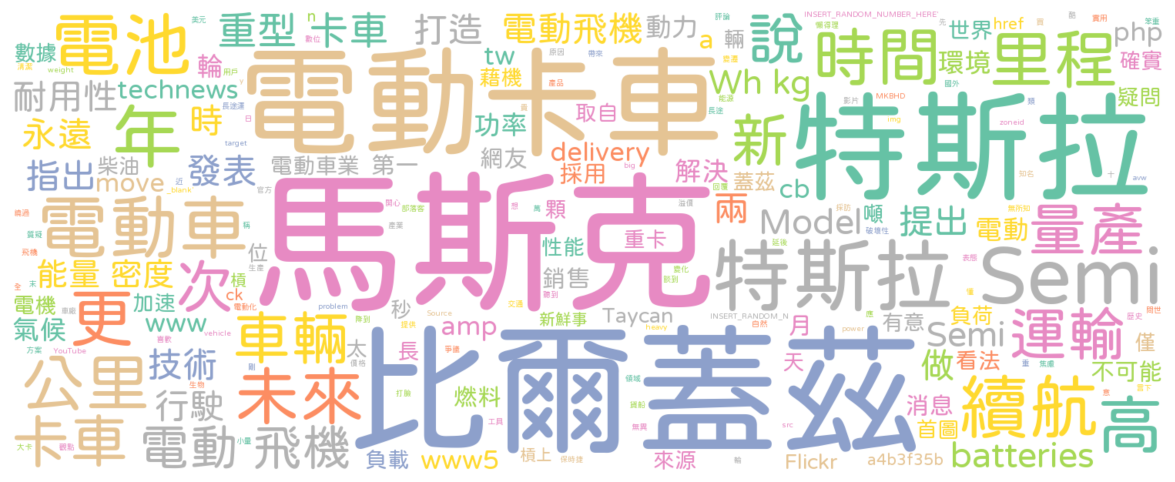 電池
重型 卡車
打造
電動飛機
動力
a
輛
說
時間
里程
世界
href
php
環境
確實
疑問
數據
輪
technews
耐用性
tw
藉機
Wh kg
電動卡車
特斯拉
永遠
年
時
功率
取自
新
指出
柴油
move
發表
電動車業 第一
網友
delivery
採用
解決
蓋茲
cb
噸
提出
電動
量產
電動車
馬斯克
顆
兩
Model
重卡
性能
位
能量 密度
次
槓
銷售
特斯拉 Semi
電機
更
加速
ck
秒
新鮮事
Taycan
氣候
www
車輛
太
amp
長
月
有意
Semi
負荷
運輸
僅
公里
技術
未來
比爾蓋茲
天
做
看法
不可能
行駛
燃料
消息
續航
高
卡車
電動 飛機
首圖
負載
www5
槓上
來源
Flickr
a4b3f35b
batteries
INSERT_RANDOM_NUMBER_HERE
INSERT_RANDOM_N
MKBHD
zoneid
img
target
_blank
weight
big
YouTube
vehicle
problem
Source
heavy
power
src
avw